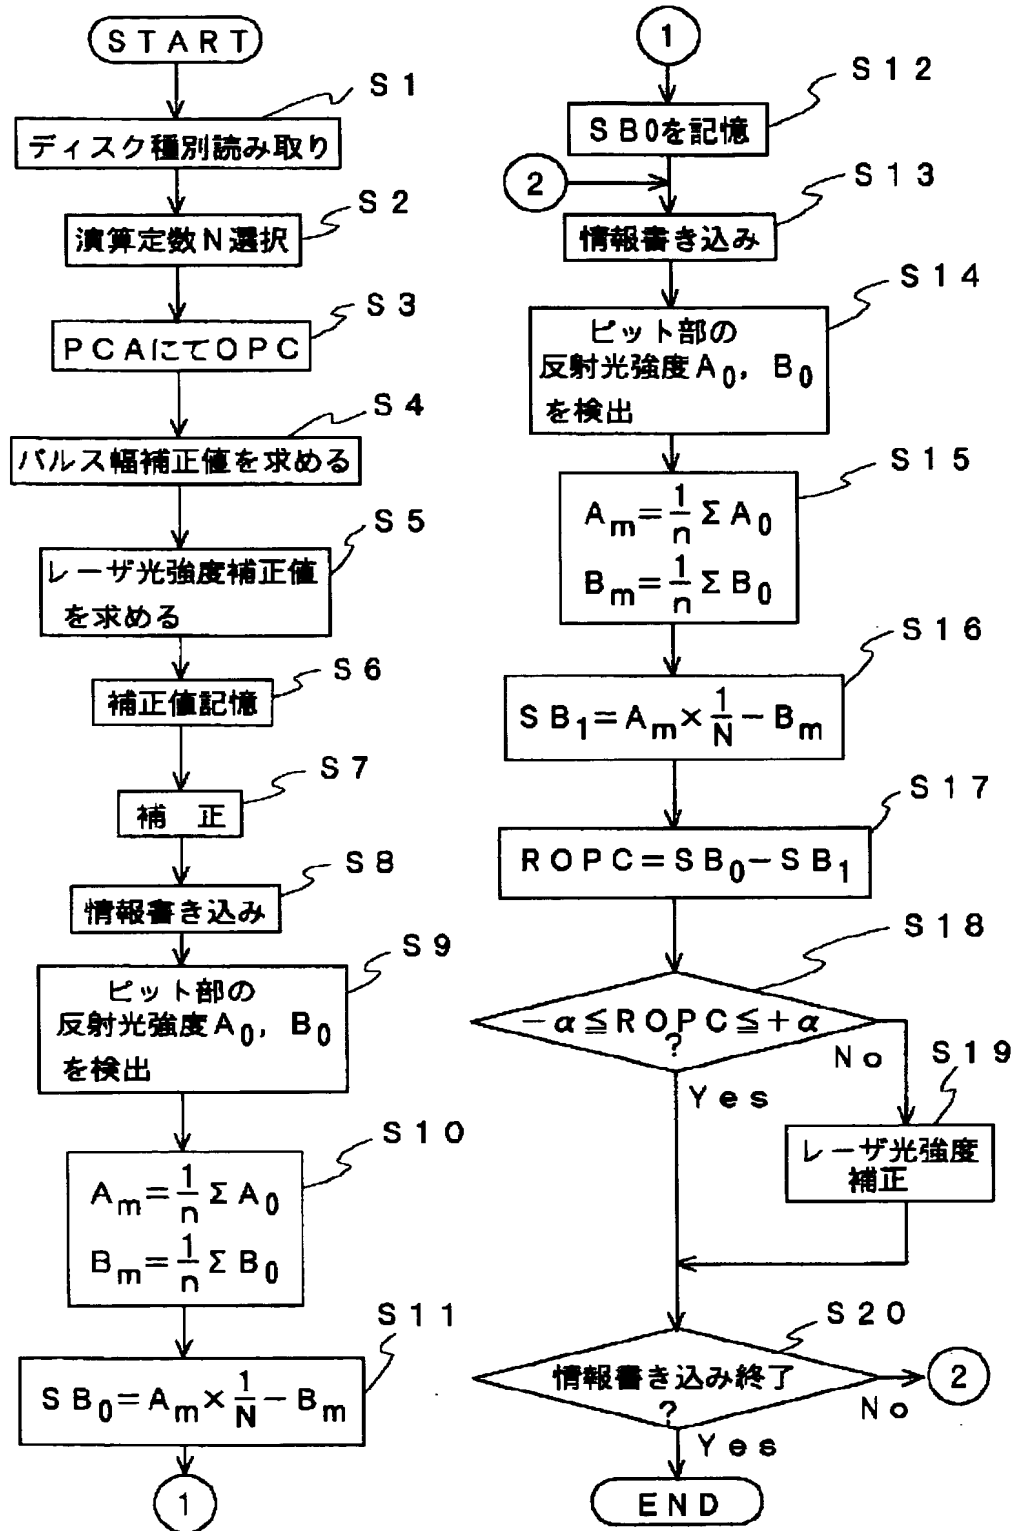 START
S1
ディスク種別読み取り
S2
演算定数N選択
S3
PCAにてOPC
S4
パルス幅補正値を求める
S5
レーザ光強度補正値
を求める
S6
補正値記憶
S7
補 正
S8
情報書き込み
S9
ピット部の
反射光強度A0, B0
を検出
S10
Am=1/n ΣA0
Bm=1/n ΣB0
S11
SB0=Am×1/N-Bm
1
1
S12
SB0を記憶
2
S13
情報書き込み
S14
ピット部の
反射光強度A0, B0
を検出
S15
Am=1/n ΣA0
Bm=1/n ΣB0
S16
SB1=Am×1/N-Bm
S17
ROPC=SB0-SB1
S18
-α≦ROPC≦+α
?
No
Yes
S19
レーザ光強度
補正
S20
情報書き込み終了
?
2
No
Yes
END